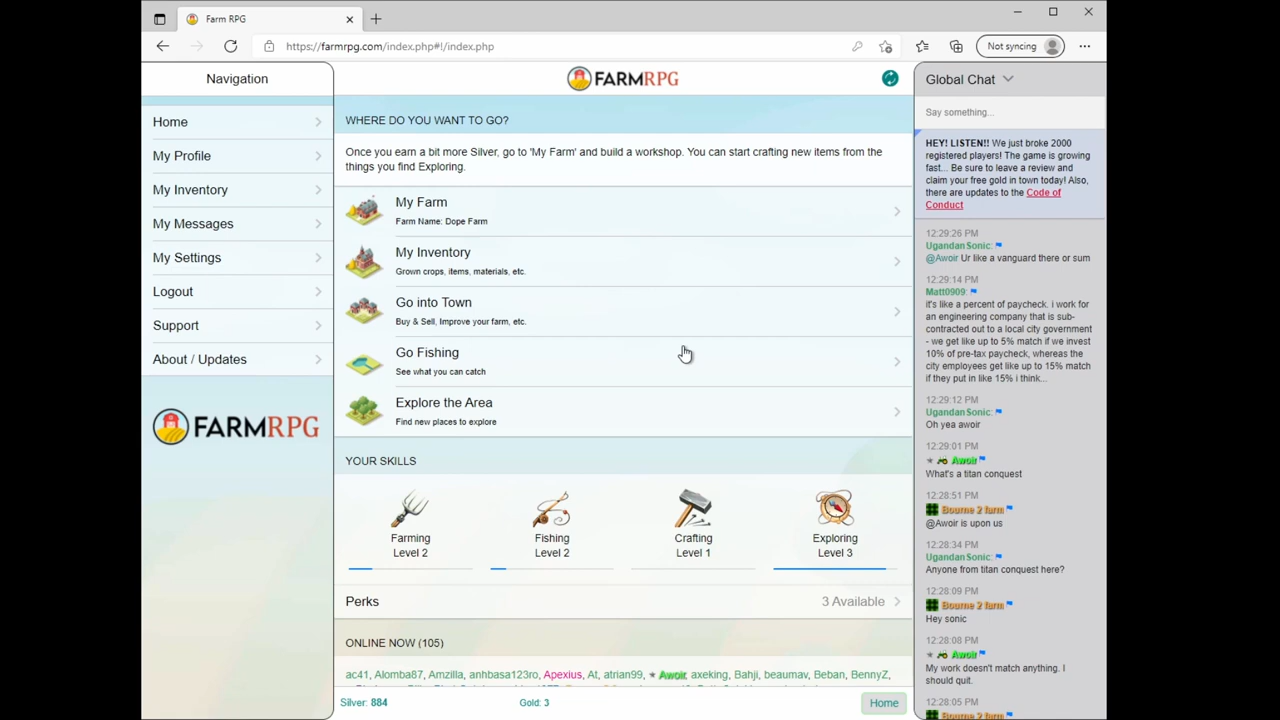 Farm RPG
https://farmrpg.com/index.php#!/index.php
Not syncing
Navigation
Home
My Profile
My Inventory
My Messages
My Settings
Logout
Support
About / Updates
FARMRPG
FARMRPG
WHERE DO YOU WANT TO GO?
Once you earn a bit more Silver, go to 'My Farm' and build a workshop. You can start crafting new items from the
things you find Exploring.
My Farm
Farm Name: Dope Farm
My Inventory
Grown crops, items, materials, etc.
Go into Town
Buy & Sell, Improve your farm, etc.
Go Fishing
See what you can catch
Explore the Area
Find new places to explore
YOUR SKILLS
Farming
Level 2
Fishing
Level 2
Crafting
Level 1
Exploring
Level 3
Perks
3 Available
ONLINE NOW (105)
ac41, Alomba87, Amzilla, anhbasa123ro, Apexius, At, atrian99, Awoir, axeking, Bahji, beaumav, Beban, BennyZ,
Silver: 884
Gold: 3
Home
Global Chat
Say something...
HEY! LISTEN!! We just broke 2000
registered players! The game is growing
fast... Be sure to leave a review and
claim your free gold in town today! Also,
there are updates to the Code of
Conduct
12:29:26 PM
UgandanSonic:
@Awoir Ur like a vanguard there or sum
12:29:14 PM
Matt0909:
it's like a percent of paycheck. i work for
an engineering company that is sub-
contracted out to a local city government
- we get like up to 5% match if we invest
10% of pre-tax paycheck, whereas the
city employees get like up to 15% match
if they put in like 15% i think...
12:29:12 PM
UgandanSonic:
Oh yea awoir
12:29:01 PM
Awoir
What's a titan conquest
12:28:51 PM
Bourne 2 farm
@Awoir is upon us
12:28:34 PM
UgandanSonic:
Anyone from titan conquest here?
12:28:09 PM
Bourne 2 farm
Hey sonic
12:28:08 PM
Awoir
My work doesn't match anything. I
should quit.
12:28:05 PM
Bourne 2 farm